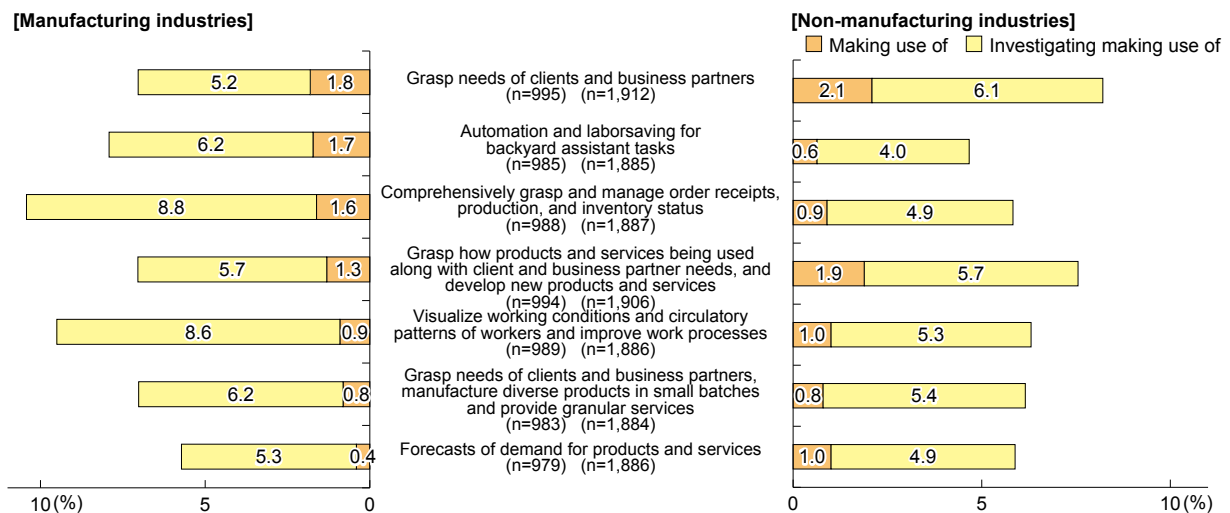 [Manufacturing industries]
[Non-manufacturing industries]
Making use of
Investigating making use of
5.2 1.8
Grasp needs of clients and business partners
(n=995) (n=1,912)
2.1 6.1
6.2 1.7
Automation and laborsaving for
backyard assistant tasks
(n=985) (n=1,885)
0.6 4.0
8.8 1.6
Comprehensively grasp and manage order receipts,
production, and inventory status
(n=988) (n=1,887)
0.9 4.9
5.7 1.3
Grasp how products and services being used
along with client and business partner needs, and
develop new products and services
(n=994) (n=1,906)
1.9 5.7
8.6 0.9
Visualize working conditions and circulatory
patterns of workers and improve work processes
(n=989) (n=1,886)
1.0 5.3
6.2 0.8
Grasp needs of clients and business partners,
manufacture diverse products in small batches
and provide granular services
(n=983) (n=1,884)
0.8 5.4
5.3 0.4
Forecasts of demand for products and services
(n=979) (n=1,886)
1.0 4.9
10 (%) 5 0
0 5 10 (%)